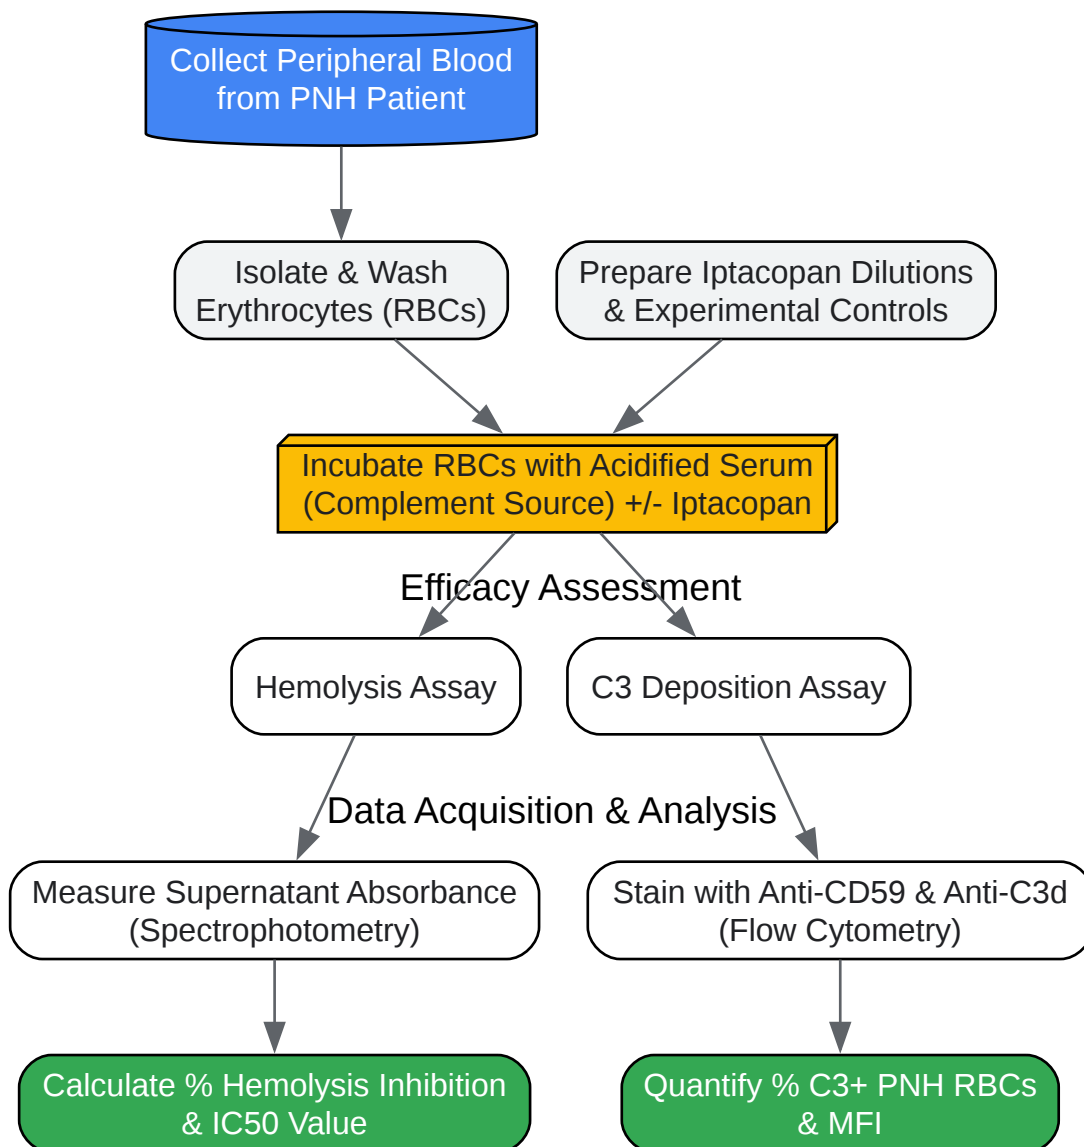 Collect Peripheral Blood
from PNH Patient
Isolate & Wash
Erythrocytes (RBCs)
Prepare Iptacopan Dilutions
& Experimental Controls
Incubate RBCs with Acidified Serum
(Complement Source) +/- Iptacopan
Efficacy Assessment
Hemolysis Assay
C3 Deposition Assay
Data Acquisition & Analysis
Measure Supernatant Absorbance
(Spectrophotometry)
Stain with Anti-CD59 & Anti-C3d
(Flow Cytometry)
Calculate % Hemolysis Inhibition
& IC50 Value
Quantify % C3+ PNH RBCs
& MFI